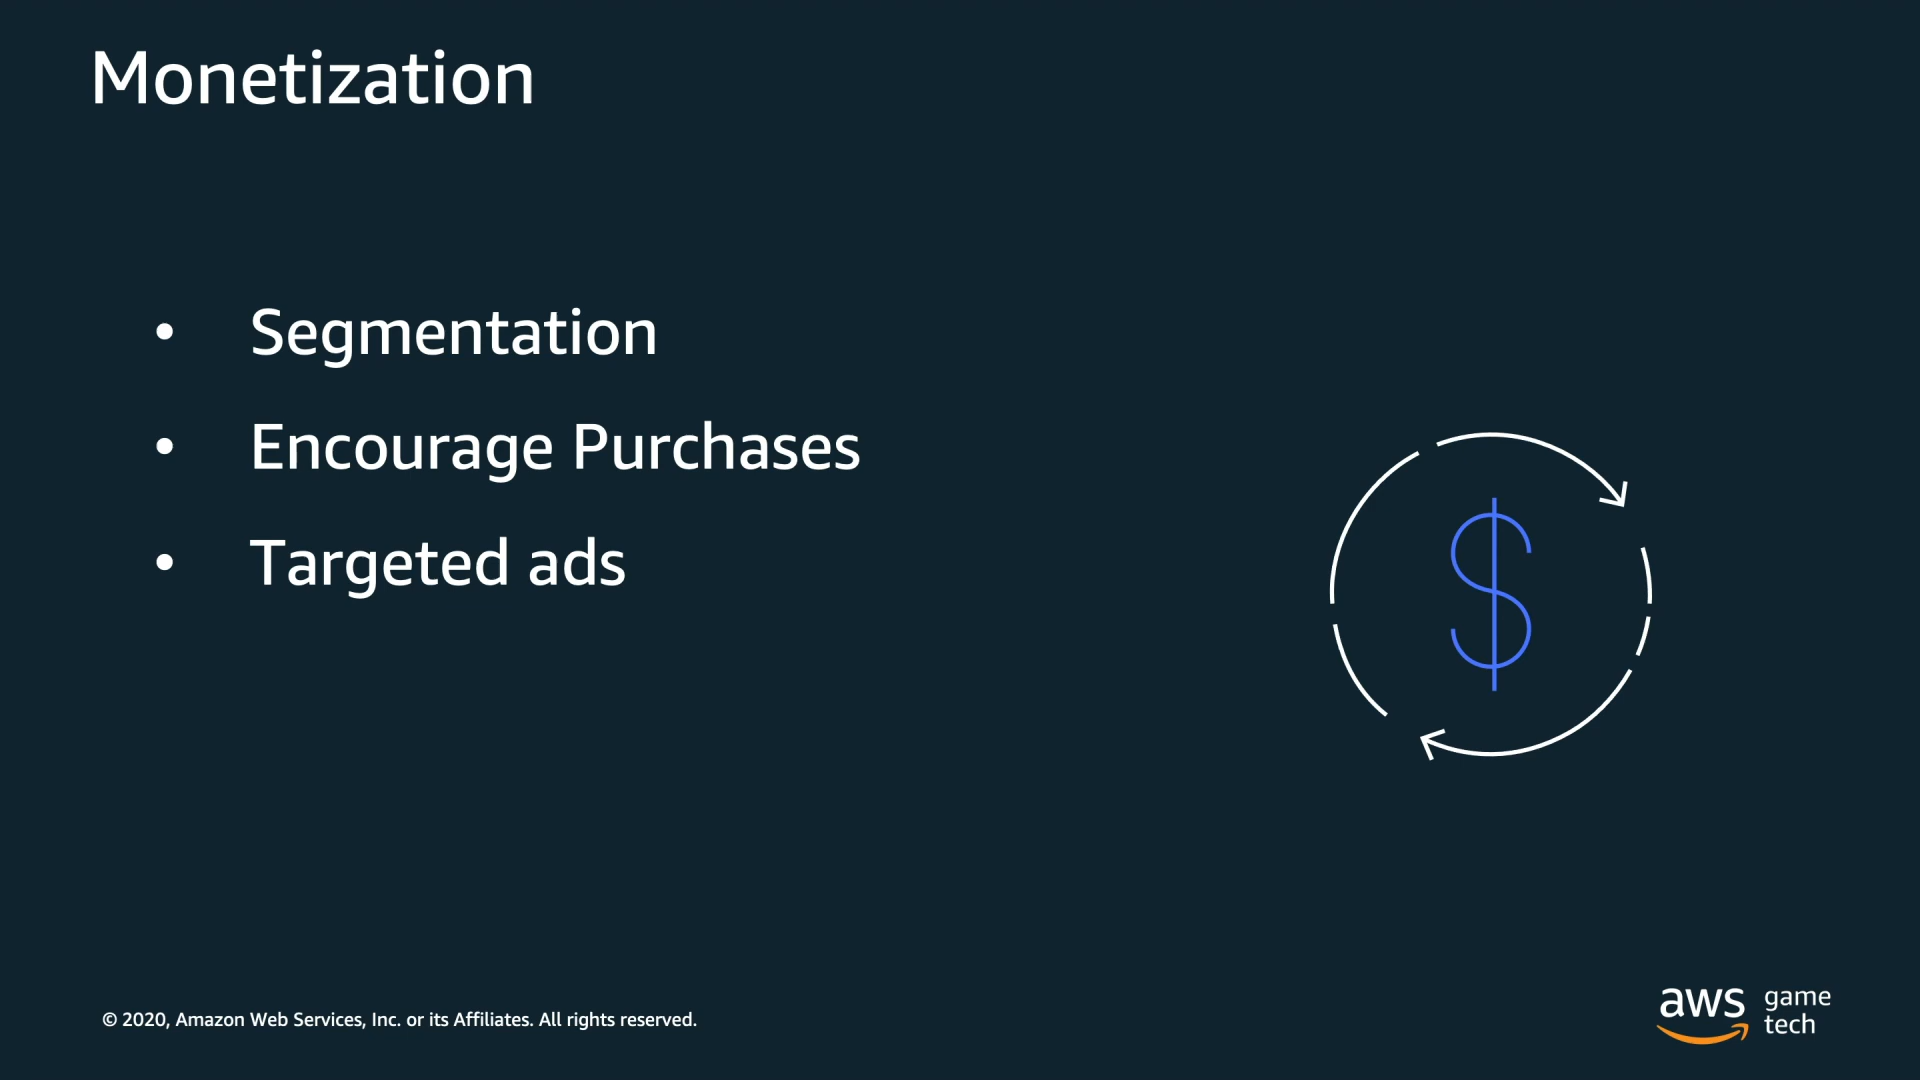 Monetization
• Segmentation
• Encourage Purchases
• Targeted ads
$
© 2020, Amazon Web Services, Inc. or its Affiliates. All rights reserved.
aws game tech